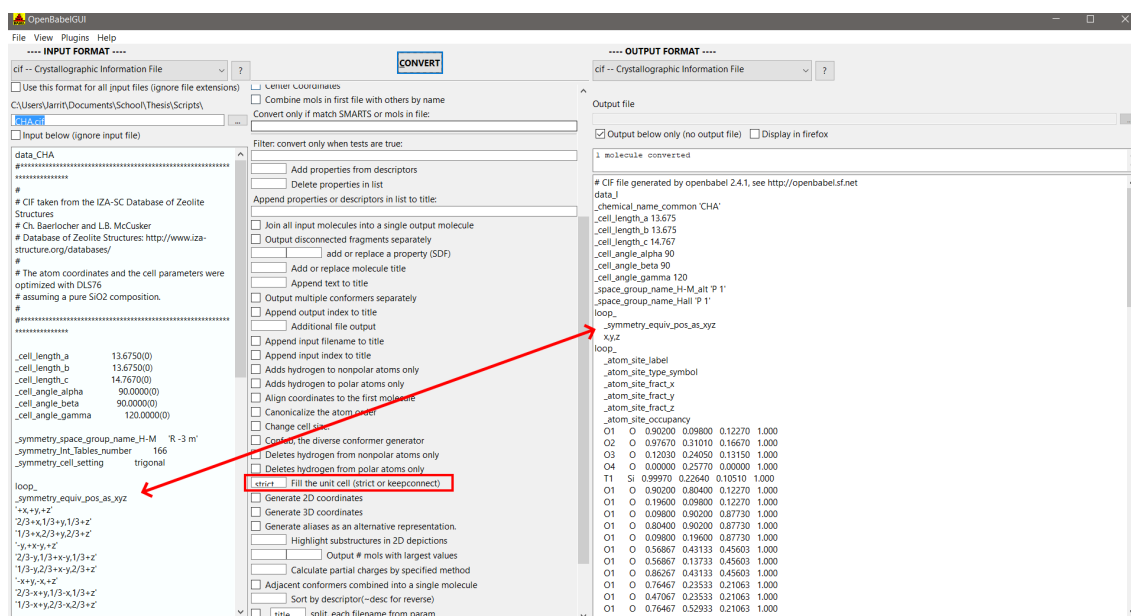 OpenBabelGUI
File View Plugins Help
---- INPUT FORMAT ----
cif -- Crystallographic Information File
?
Use this format for all input files (ignore file extensions)
C:\Users\Jarrit\Documents\School\Thesis\Scripts\
CHA.cif
...
Input below (ignore input file)
data_CHA
#**********************************************************
***************
#
# CIF taken from the IZA-SC Database of Zeolite
Structures
# Ch. Baerlocher and L.B. McCusker
# Database of Zeolite Structures: http://www.iza-
structure.org/databases/
#
# The atom coordinates and the cell parameters were
optimized with DLS76
# assuming a pure SiO2 composition.
#
#**********************************************************
***************
_cell_length_a 13.6750(0)
_cell_length_b 13.6750(0)
_cell_length_c 14.7670(0)
_cell_angle_alpha 90.0000(0)
_cell_angle_beta 90.0000(0)
_cell_angle_gamma 120.0000(0)
_symmetry_space_group_name_H-M 'R -3 m'
_symmetry_Int_Tables_number 166
_symmetry_cell_setting trigonal
loop_
_symmetry_equiv_pos_as_xyz
'+x,+y,+z'
'2/3+x,1/3+y,1/3+z'
'1/3+x,2/3+y,2/3+z'
'-y,+x-y,+z'
'2/3-y,1/3+x-y,1/3+z'
'1/3-y,2/3+x-y,2/3+z'
'-x+y,-x,+z'
'2/3-x+y,1/3-x,1/3+z'
'1/3-x+y,2/3-x,2/3+z'
CONVERT
Center Coordinates
Combine mols in first file with others by name
Convert only if match SMARTS or mols in file:
Filter: convert only when tests are true:
Add properties from descriptors
Delete properties in list
Append properties or descriptors in list to title:
Join all input molecules into a single output molecule
Output disconnected fragments separately
add or replace a property (SDF)
Add or replace molecule title
Append text to title
Output multiple conformers separately
Append output index to title
Additional file output
Append input filename to title
Append input index to title
Adds hydrogen to nonpolar atoms only
Adds hydrogen to polar atoms only
Align coordinates to the first molecule
Canonicalize the atom order
Change cell size:
Confab, the diverse conformer generator
Deletes hydrogen from nonpolar atoms only
Deletes hydrogen from polar atoms only
strict Fill the unit cell (strict or keepconnect)
Generate 2D coordinates
Generate 3D coordinates
Generate aliases as an alternative representation.
Highlight substructures in 2D depictions
Output # mols with largest values
Calculate partial charges by specified method
Adjacent conformers combined into a single molecule
Sort by descriptor(~desc for reverse)
title split, each filename from param
---- OUTPUT FORMAT ----
cif -- Crystallographic Information File
?
Output file
...
Output below only (no output file) Display in firefox
1 molecule converted
# CIF file generated by openbabel 2.4.1, see http://openbabel.sf.net
data_I
_chemical_name_common 'CHA'
_cell_length_a 13.675
_cell_length_b 13.675
_cell_length_c 14.767
_cell_angle_alpha 90
_cell_angle_beta 90
_cell_angle_gamma 120
_space_group_name_H-M_alt 'P 1'
_space_group_name_Hall 'P 1'
loop_
_symmetry_equiv_pos_as_xyz
x,y,z
loop_
_atom_site_label
_atom_site_type_symbol
_atom_site_fract_x
_atom_site_fract_y
_atom_site_fract_z
_atom_site_occupancy
O1 O 0.90200 0.09800 0.12270 1.000
O2 O 0.97670 0.31010 0.16670 1.000
O3 O 0.12030 0.24050 0.13150 1.000
O4 O 0.00000 0.25770 0.00000 1.000
T1 Si 0.99970 0.22640 0.10510 1.000
O1 O 0.90200 0.80400 0.12270 1.000
O1 O 0.19600 0.09800 0.12270 1.000
O1 O 0.09800 0.90200 0.87730 1.000
O1 O 0.80400 0.90200 0.87730 1.000
O1 O 0.09800 0.19600 0.87730 1.000
O1 O 0.56867 0.43133 0.45603 1.000
O1 O 0.56867 0.13733 0.45603 1.000
O1 O 0.86267 0.43133 0.45603 1.000
O1 O 0.76467 0.23533 0.21063 1.000
O1 O 0.47067 0.23533 0.21063 1.000
O1 O 0.76467 0.52933 0.21063 1.000